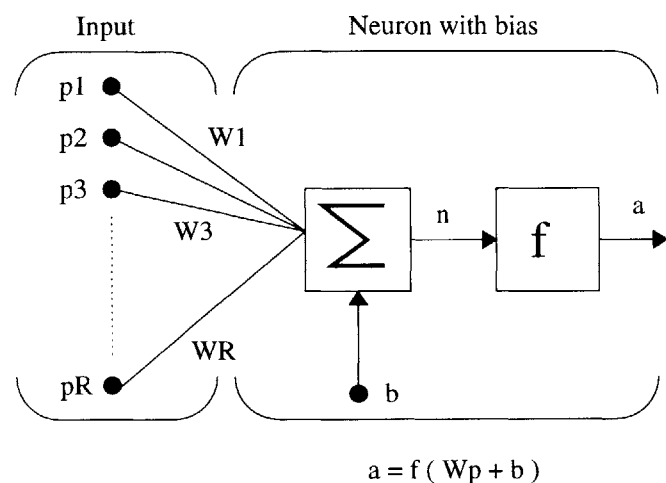 Input
Neuron with bias
p1
p2
p3
pR
W1
W3
WR
Σ
n
f
a
b
a = f ( Wp + b )